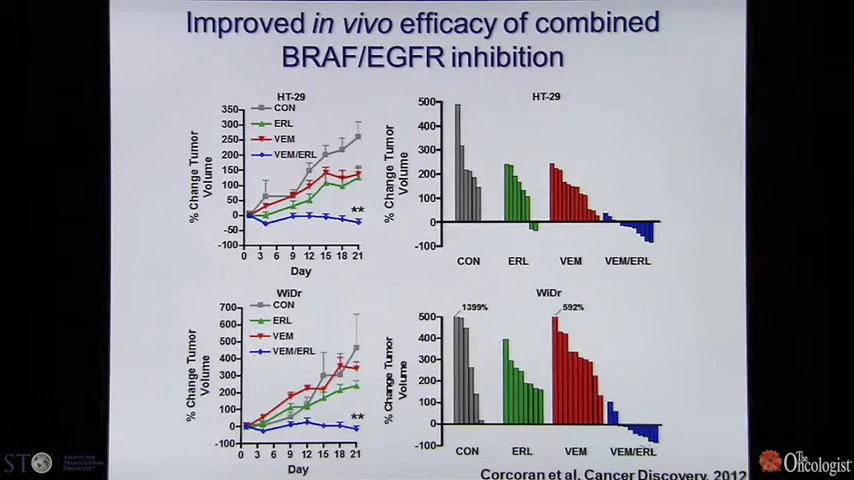 Improved in vivo efficacy of combined
BRAF/EGFR inhibition
HT-29
CON
ERL
VEM
VEM/ERL
% Change Tumor
Volume
350
300
250
200
150
100
50
0
-50
-100
**
0 3 6 9 12 15 18 21
Day
HT-29
% Change Tumor
Volume
500
400
300
200
100
0
-100
CON ERL VEM VEM/ERL
WiDr
CON
ERL
VEM
VEM/ERL
% Change Tumor
Volume
700
600
500
400
300
200
100
0
-100
**
0 3 6 9 12 15 18 21
Day
WiDr
1399% 592%
% Change Tumor
Volume
500
400
300
200
100
0
-100
CON ERL VEM VEM/ERL
Corcoran et al, Cancer Discovery, 2012
STO
SOCIETY FOR
TRANSLATIONAL
ONCOLOGY
The
Oncologist